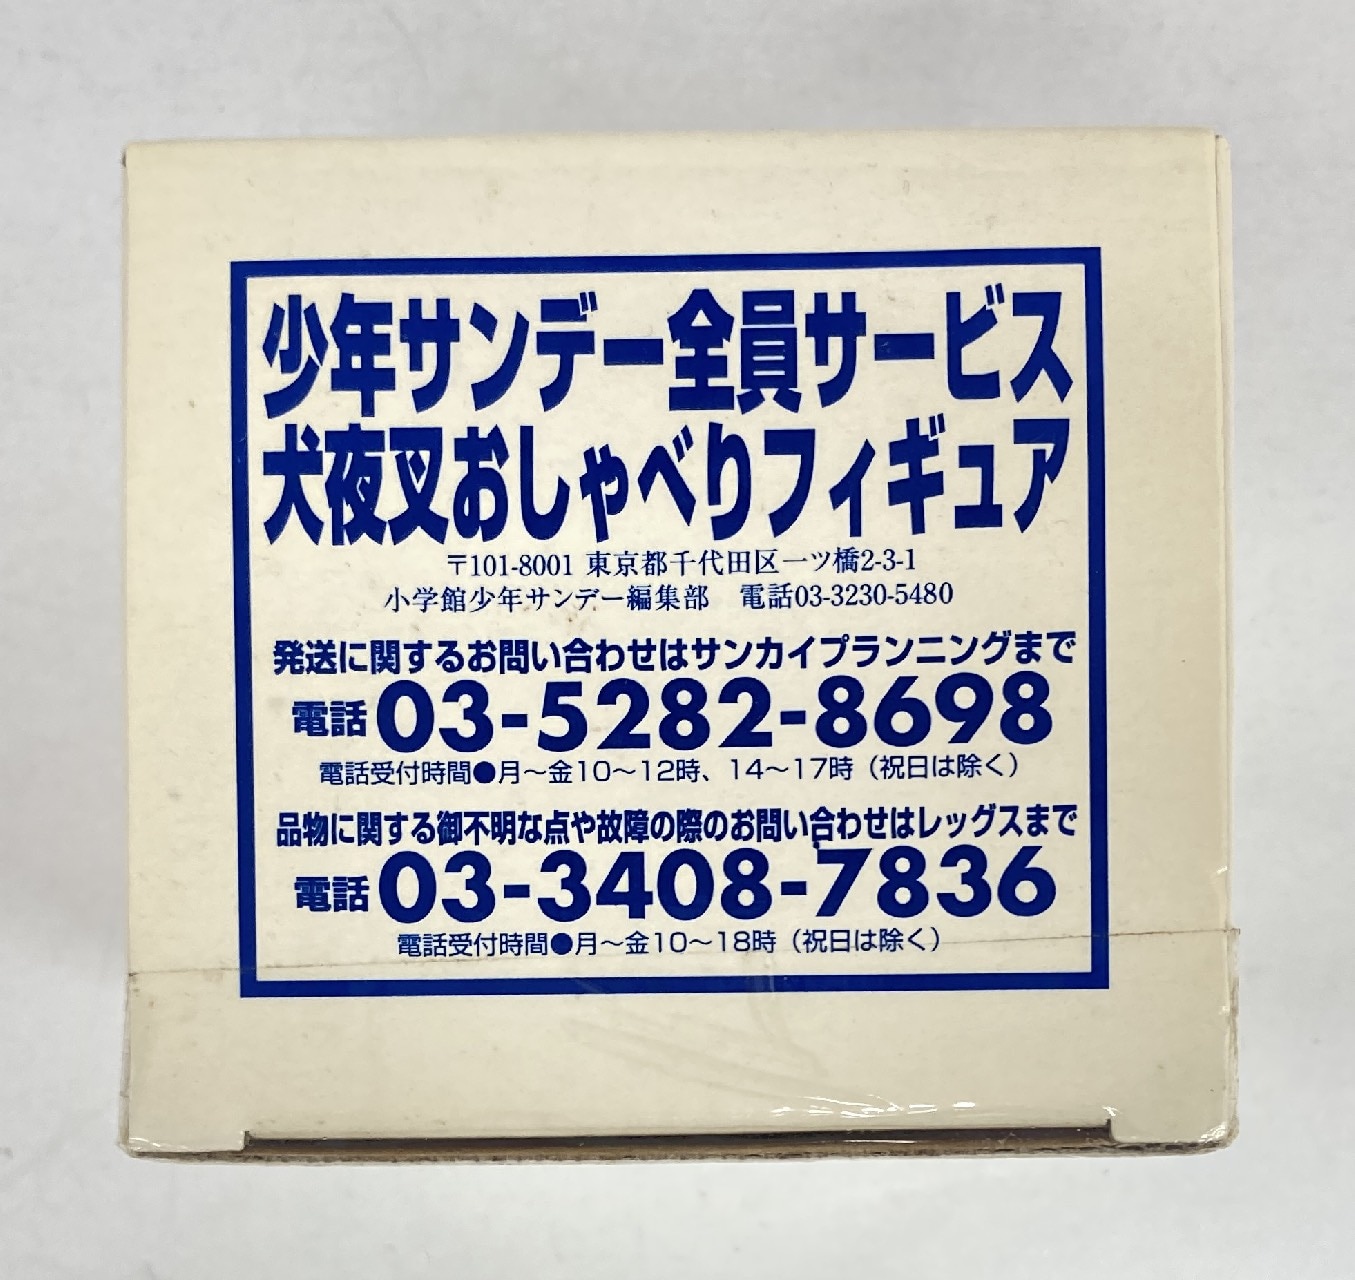 少年サンデー全員サービス
犬夜叉おしゃべりフィギュア
〒101-8001 東京都千代田区一ツ橋2-3-1
小学館少年サンデー編集部　電話03-3230-5480
発送に関するお問い合わせはサンカイプランニングまで
電話 03-5282-8698
電話受付時間●月〜金10〜12時、14〜17時（祝日は除く）
品物に関する御不明な点や故障の際のお問い合わせはレッグスまで
電話 03-3408-7836
電話受付時間●月〜金10〜18時（祝日は除く）